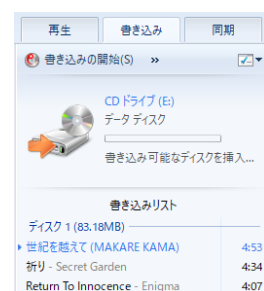 再生 書き込み 同期
書き込みの開始(S) »
CD ドライブ (E:)
データ ディスク
書き込み可能なディスクを挿入...
書き込みリスト
ディスク 1 (83.18MB)
世紀を越えて (MAKARE KAMA) 4:53
祈り - Secret Garden 4:34
Return To Innocence - Enigma 4:07